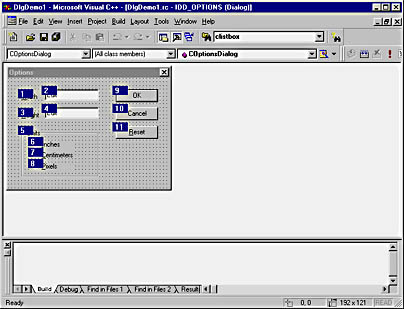 DlgDemo1 - Microsoft Visual C++ - [DlgDemo1.rc - IDD_OPTIONS (Dialog)]
File Edit View Insert Project Build Layout Tools Window Help
clistbox
COptionsDialog (All class members) COptionsDialog
Options
1 2 Edit 9 OK
3 4 Edit 10 Cancel
5 11 Reset
6 nches
7 Centimeters
8 Pixels
Build Debug Find in Files 1 Find in Files 2 Result
Ready 0, 0 192 x 121 READ